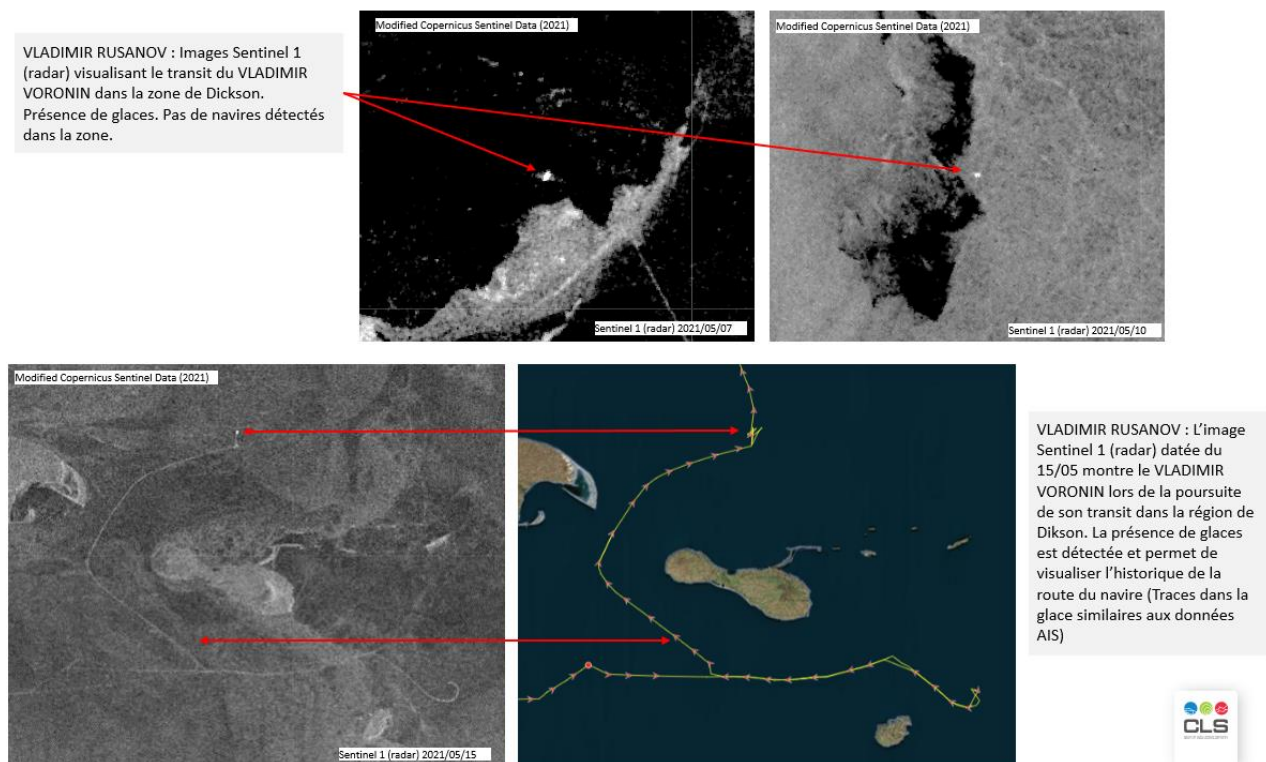 Modified Copernicus Sentinel Data (2021)
Modified Copernicus Sentinel Data (2021)
VLADIMIR RUSANOV : Images Sentinel 1
(radar) visualisant le transit du VLADIMIR
VORONIN dans la zone de Dickson.
Présence de glaces. Pas de navires détectés
dans la zone.
Sentinel 1 (radar) 2021/05/07
Sentinel 1 (radar) 2021/05/10
Modified Copernicus Sentinel Data (2021)
VLADIMIR RUSANOV : L'image
Sentinel 1 (radar) datée du
15/05 montre le VLADIMIR
VORONIN lors de la poursuite
de son transit dans la région de
Dikson. La présence de glaces
est détectée et permet de
visualiser l'historique de la
route du navire (Traces dans la
glace similaires aux données
AIS)
Sentinel 1 (radar) 2021/05/15
CLS